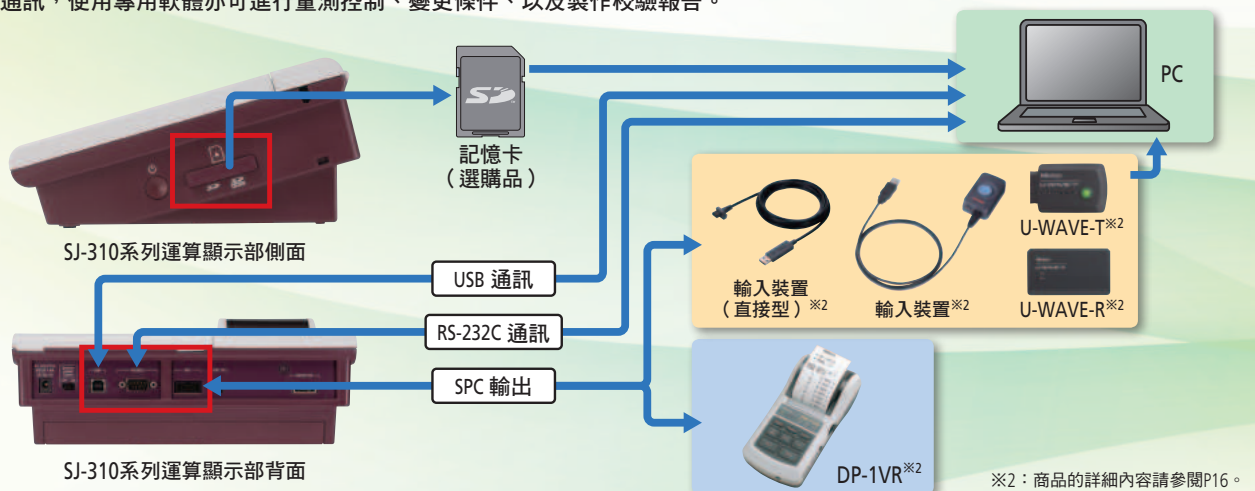 通訊，使用專用軟體亦可進行量測控制、變更條件、以及製作校驗報告。
PC
記憶卡
（選購品）
SJ-310系列運算顯示部側面
USB 通訊
RS-232C 通訊
SPC 輸出
輸入裝置
（直接型）※2
輸入裝置※2
U-WAVE-T※2
U-WAVE-R※2
DP-1VR※2
SJ-310系列運算顯示部背面
※2：商品的詳細內容請參閱P16。